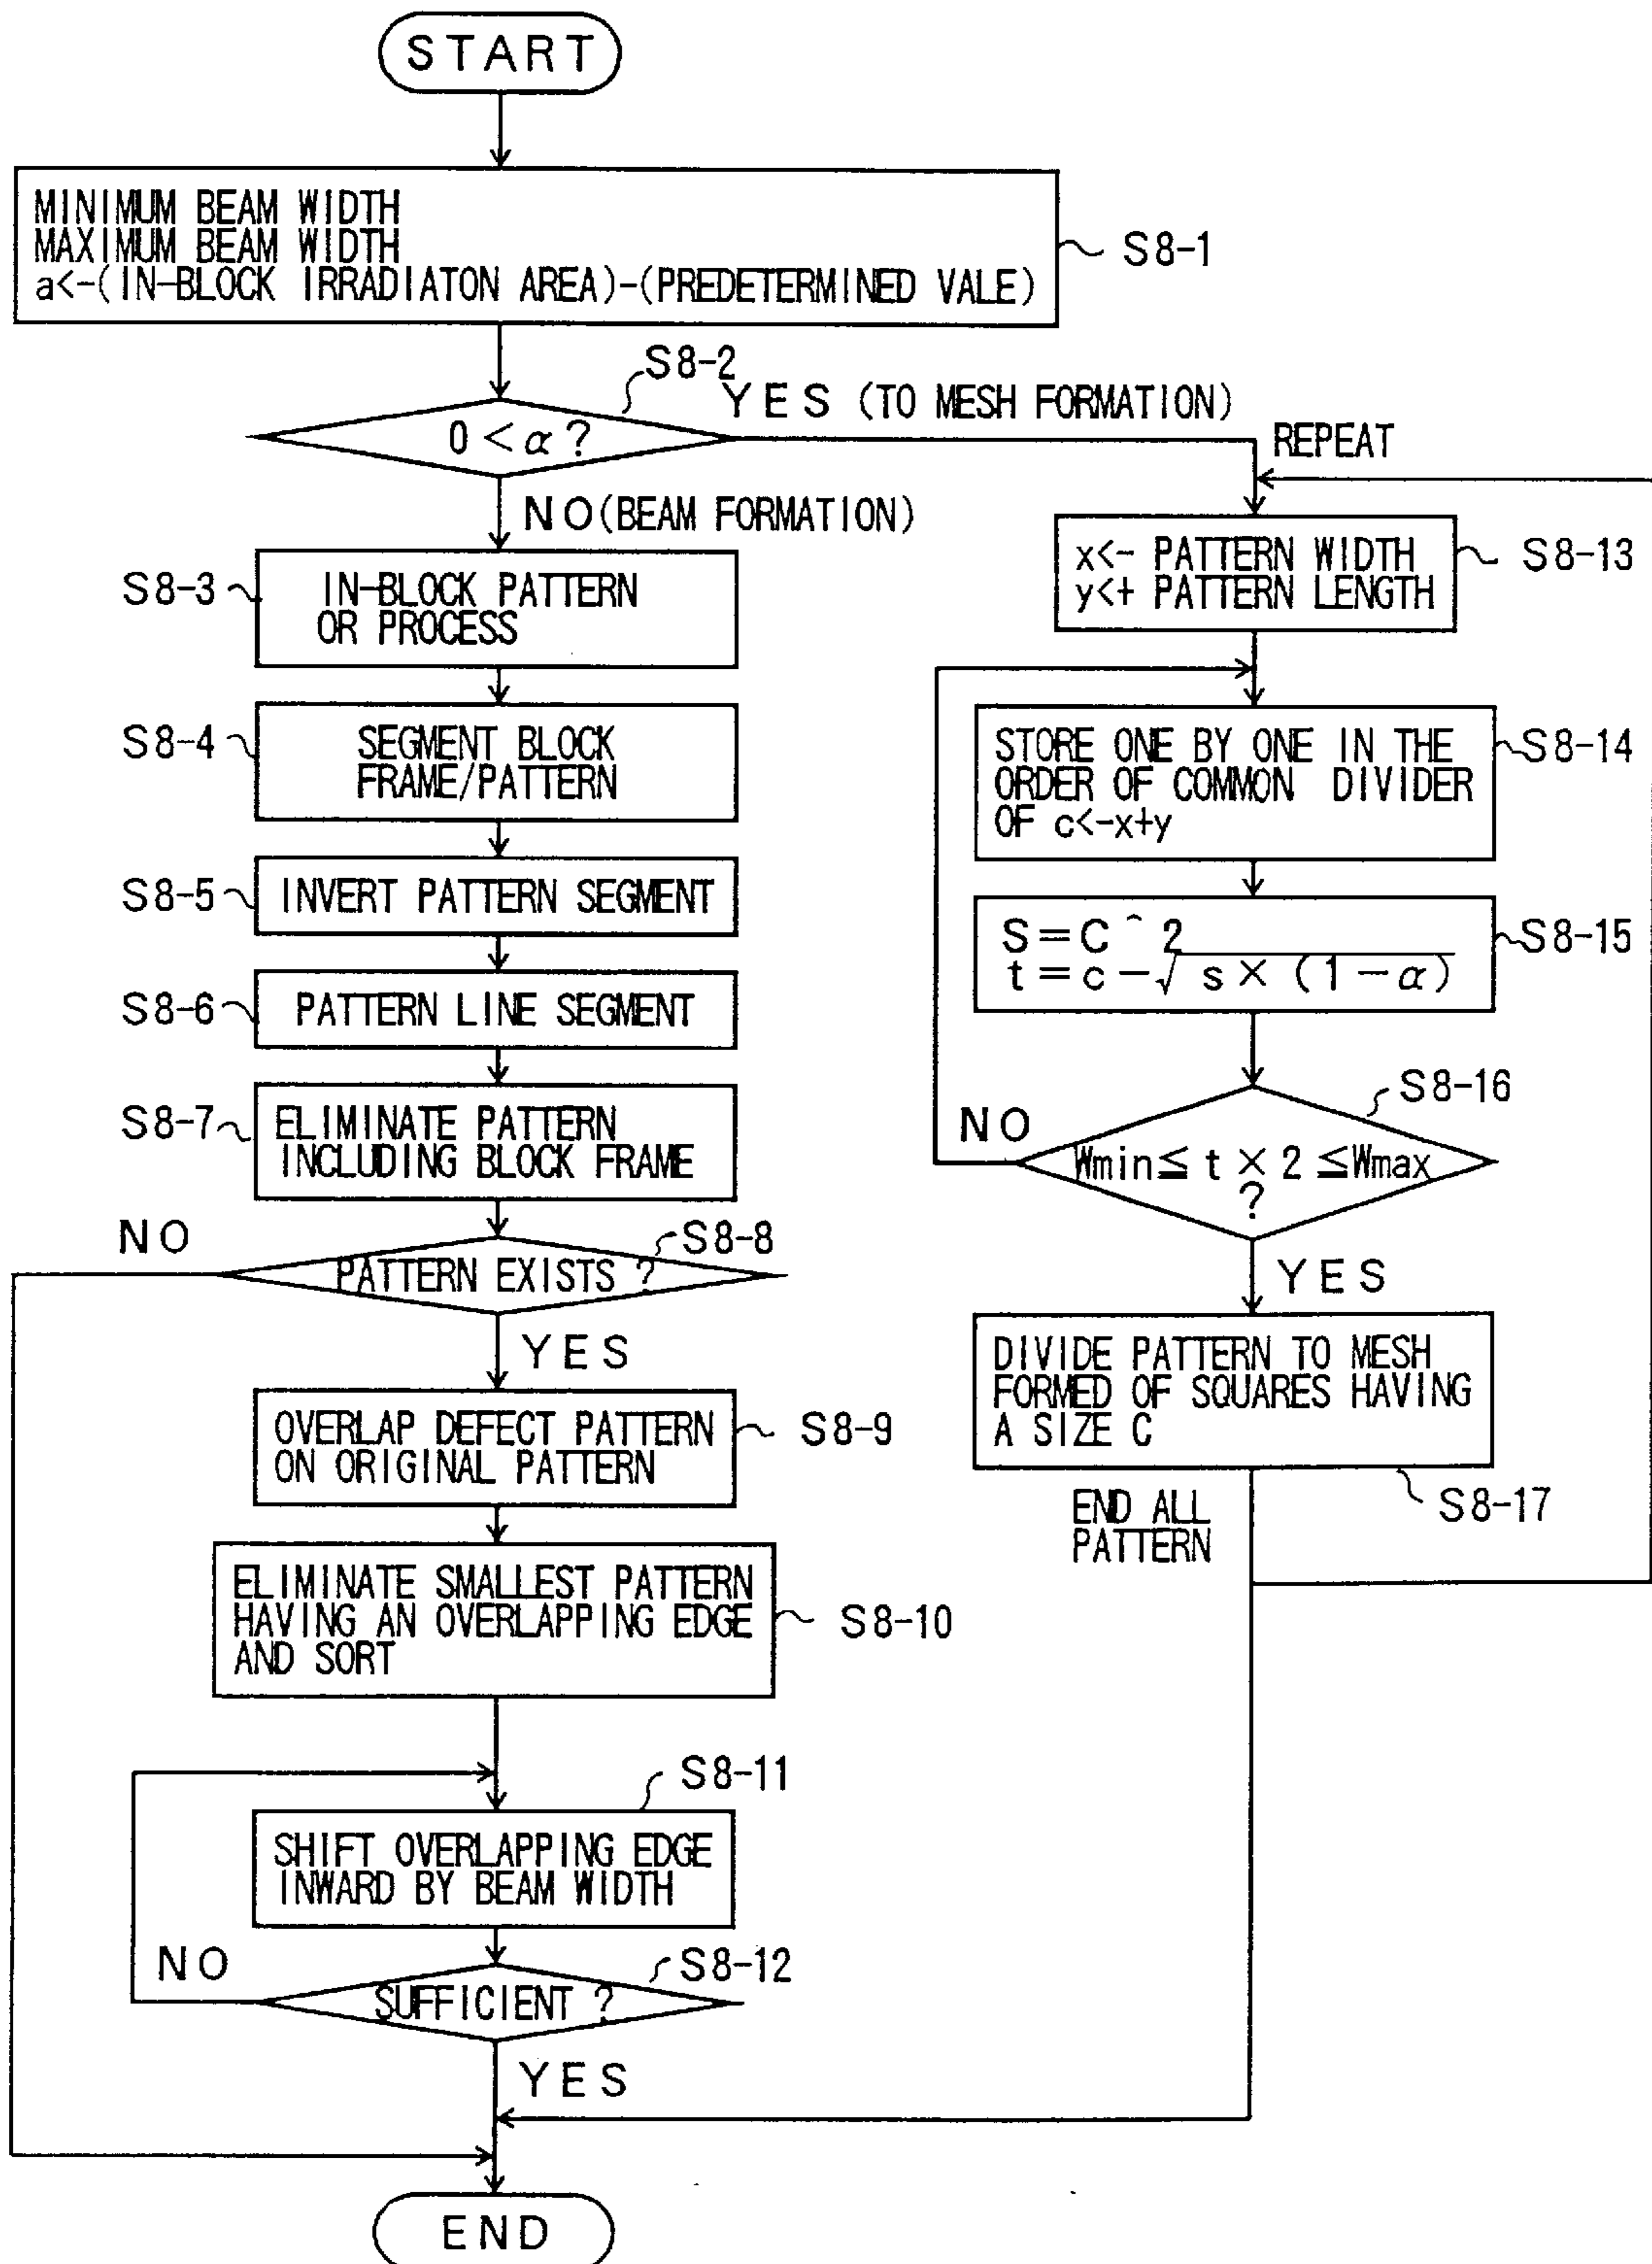 START
MINIMUM BEAM WIDTH
MAXIMUM BEAM WIDTH
a<-(IN-BLOCK IRRADIATON AREA)-(PREDETERMINED VALE)
S8-1
S8-2
0 < α ?
YES (TO MESH FORMATION)
REPEAT
NO (BEAM FORMATION)
S8-3
IN-BLOCK PATTERN
OR PROCESS
S8-4
SEGMENT BLOCK
FRAME/PATTERN
S8-5
INVERT PATTERN SEGMENT
S8-6
PATTERN LINE SEGMENT
S8-7
ELIMINATE PATTERN
INCLUDING BLOCK FRAME
NO
S8-8
PATTERN EXISTS ?
YES
OVERLAP DEFECT PATTERN
ON ORIGINAL PATTERN
S8-9
ELIMINATE SMALLEST PATTERN
HAVING AN OVERLAPPING EDGE
AND SORT
S8-10
S8-11
SHIFT OVERLAPPING EDGE
INWARD BY BEAM WIDTH
NO
S8-12
SUFFICIENT ?
YES
END
x<- PATTERN WIDTH
y<+ PATTERN LENGTH
S8-13
STORE ONE BY ONE IN THE
ORDER OF COMMON DIVIDER
OF c<-x+y
S8-14
S = C ^ 2
t = c - √ s × (1 - α)
S8-15
S8-16
NO
Wmin ≦ t × 2 ≦ Wmax
?
YES
DIVIDE PATTERN TO MESH
FORMED OF SQUARES HAVING
A SIZE C
S8-17
END ALL
PATTERN